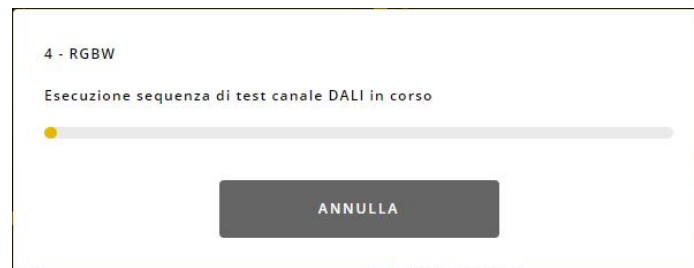 4 - RGBW
Esecuzione sequenza di test canale DALI in corso
ANNULLA